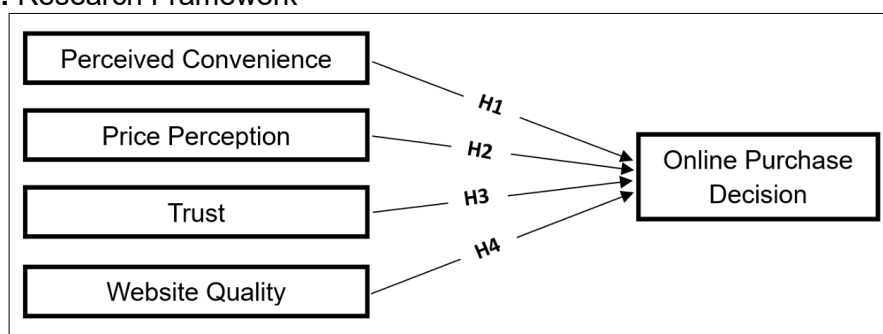 . Research Framework
Perceived Convenience
H1
Price Perception
H2
Online Purchase
Decision
Trust
H3
Website Quality
H4